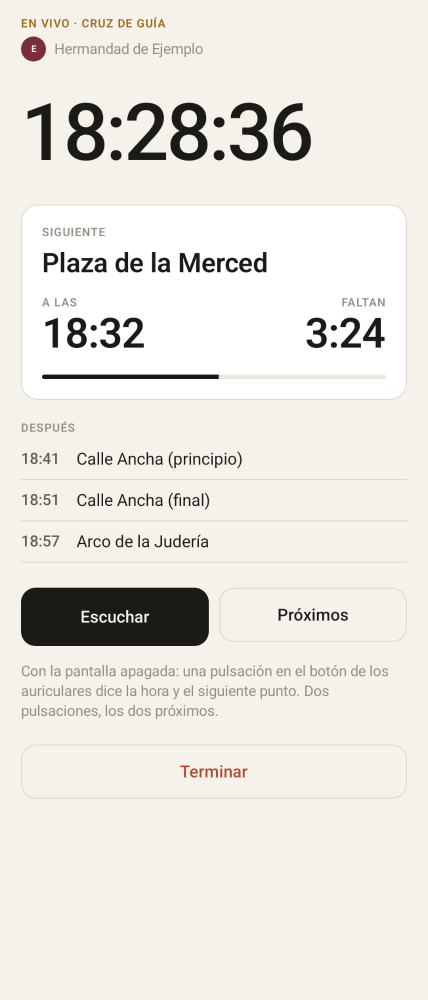 EN VIVO · CRUZ DE GUÍA
E Hermandad de Ejemplo
18:28:36
SIGUIENTE
Plaza de la Merced
A LAS FALTAN
18:32 3:24
DESPUÉS
18:41 Calle Ancha (principio)
18:51 Calle Ancha (final)
18:57 Arco de la Judería
Escuchar Próximos
Con la pantalla apagada: una pulsación en el botón de los
auriculares dice la hora y el siguiente punto. Dos
pulsaciones, los dos próximos.
Terminar